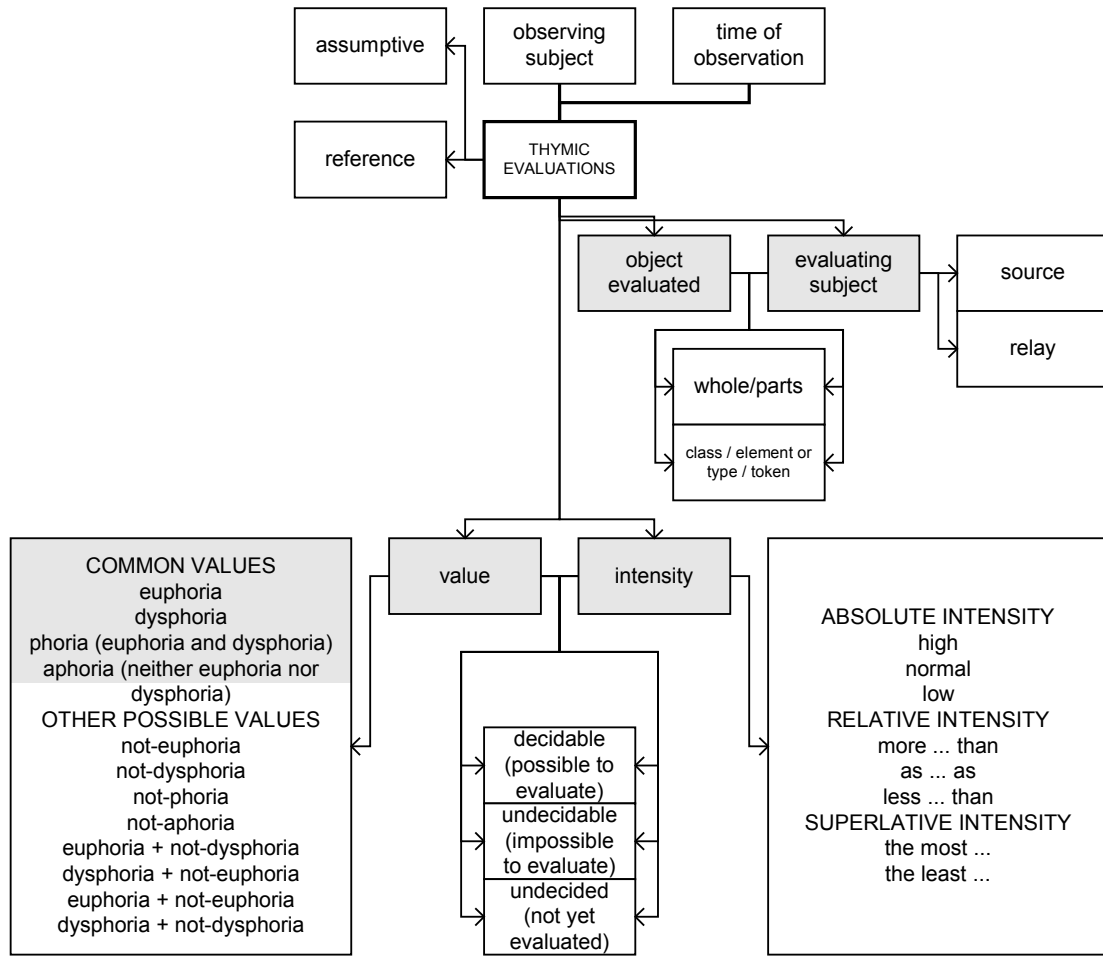 assumptive
observing
subject
time of
observation
reference
THYMIC
EVALUATIONS
object
evaluated
evaluating
subject
source
relay
whole/parts
class / element or
type / token
value
intensity
COMMON VALUES
euphoria
dysphoria
phoria (euphoria and dysphoria)
aphoria (neither euphoria nor
dysphoria)
OTHER POSSIBLE VALUES
not-euphoria
not-dysphoria
not-phoria
not-aphoria
euphoria + not-dysphoria
dysphoria + not-euphoria
euphoria + not-euphoria
dysphoria + not-dysphoria
decidable
(possible to
evaluate)
undecidable
(impossible
to evaluate)
undecided
(not yet
evaluated)
ABSOLUTE INTENSITY
high
normal
low
RELATIVE INTENSITY
more ... than
as ... as
less ... than
SUPERLATIVE INTENSITY
the most ...
the least ...